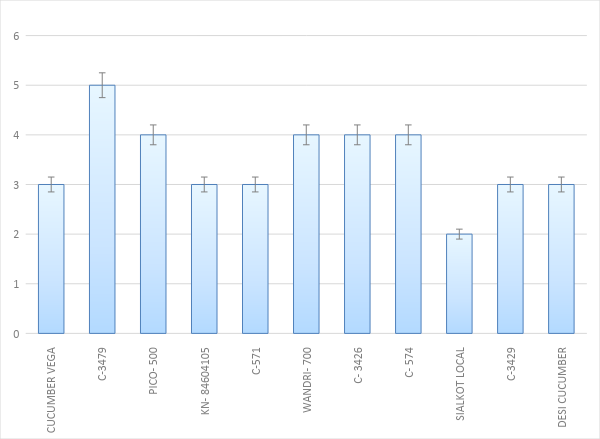 6
5
4
3
2
1
0
CUCUMBER VEGA
C-3479
PICO- 500
KN- 84604105
C-571
WANDRI- 700
C- 3426
C- 574
SIALKOT LOCAL
C-3429
DESI CUCUMBER